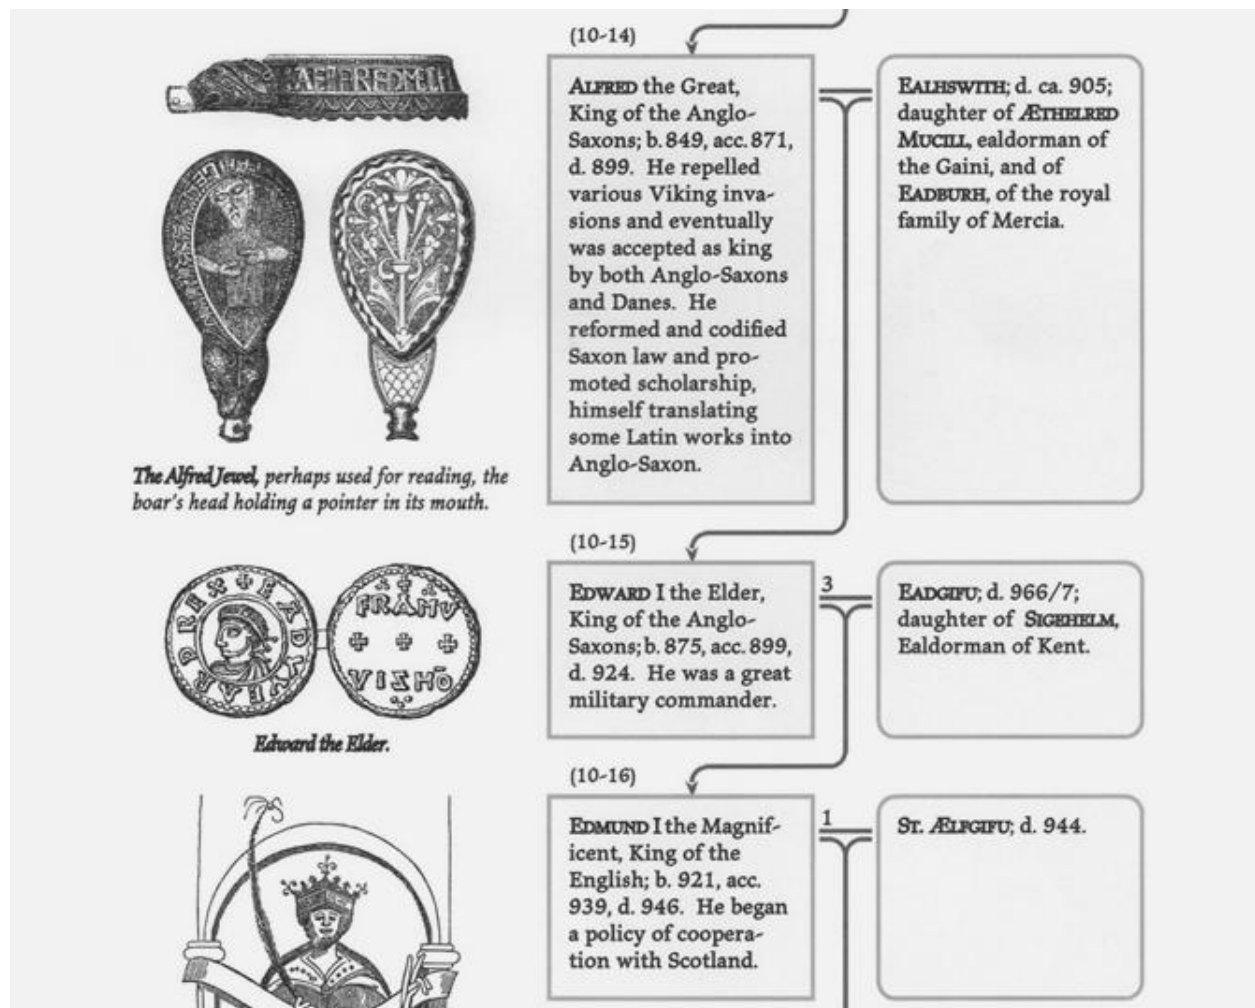 (10-14)
ALFRED the Great,
King of the Anglo-
Saxons; b. 849, acc. 871,
d. 899. He repelled
various Viking inva-
sions and eventually
was accepted as king
by both Anglo-Saxons
and Danes. He
reformed and codified
Saxon law and pro-
moted scholarship,
himself translating
some Latin works into
Anglo-Saxon.
EALHSWITH; d. ca. 905;
daughter of ÆTHELRED
MUCILL, ealdorman of
the Gaini, and of
EADBURH, of the royal
family of Mercia.
The Alfred Jewel, perhaps used for reading, the
boar's head holding a pointer in its mouth.
(10-15)
EDWARD I the Elder,
King of the Anglo-
Saxons; b. 875, acc. 899,
d. 924. He was a great
military commander.
3
EADGIFU; d. 966/7;
daughter of SIGEHELM,
Ealdorman of Kent.
EADVVEARD REX
FRAMV
VIZHŌ
Edward the Elder.
(10-16)
EDMUND I the Magnif-
icent, King of the
English; b. 921, acc.
939, d. 946. He began
a policy of coopera-
tion with Scotland.
1
ST. ÆLFGIFU; d. 944.